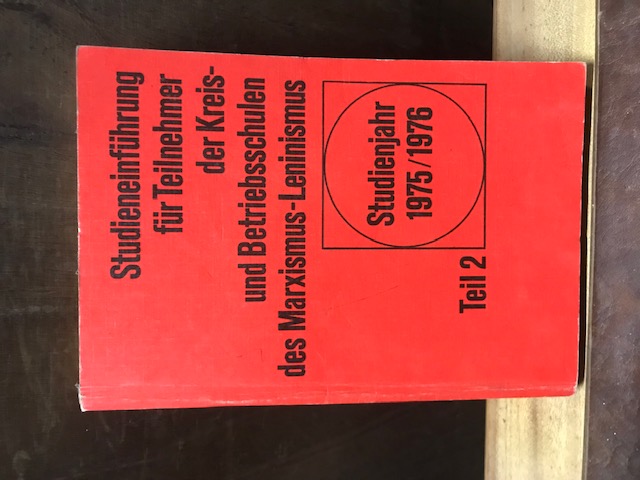 Studieneinführung
für Teilnehmer
der Kreis-
und Betriebsschulen
des Marxismus-Leninismus
Studienjahr
1975/1976
Teil 2